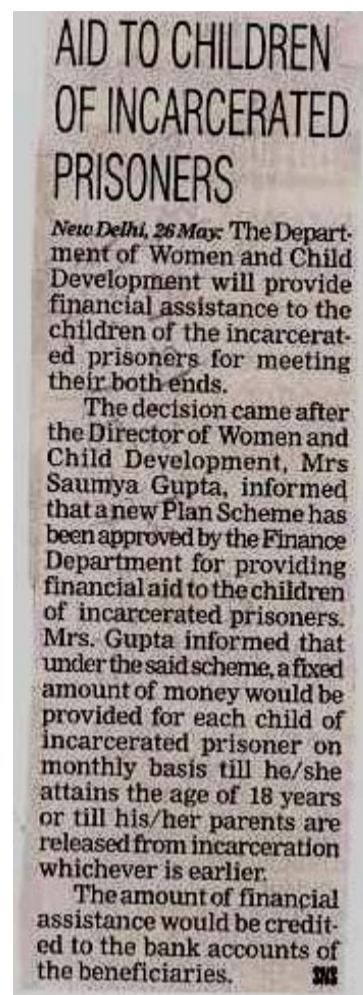 AID TO CHILDREN
OF INCARCERATED
PRISONERS
New Delhi, 26 May: The Depart-
ment of Women and Child
Development will provide
financial assistance to the
children of the incarcerat-
ed prisoners for meeting
their both ends.
The decision came after
the Director of Women and
Child Development, Mrs
Saumya Gupta, informed
that a new Plan Scheme has
been approved by the Finance
Department for providing
financial aid to the children
of incarcerated prisoners.
Mrs. Gupta informed that
under the said scheme, a fixed
amount of money would be
provided for each child of
incarcerated prisoner on
monthly basis till he/she
attains the age of 18 years
or till his/her parents are
released from incarceration
whichever is earlier.
The amount of financial
assistance would be credit-
ed to the bank accounts of
the beneficiaries. SNS